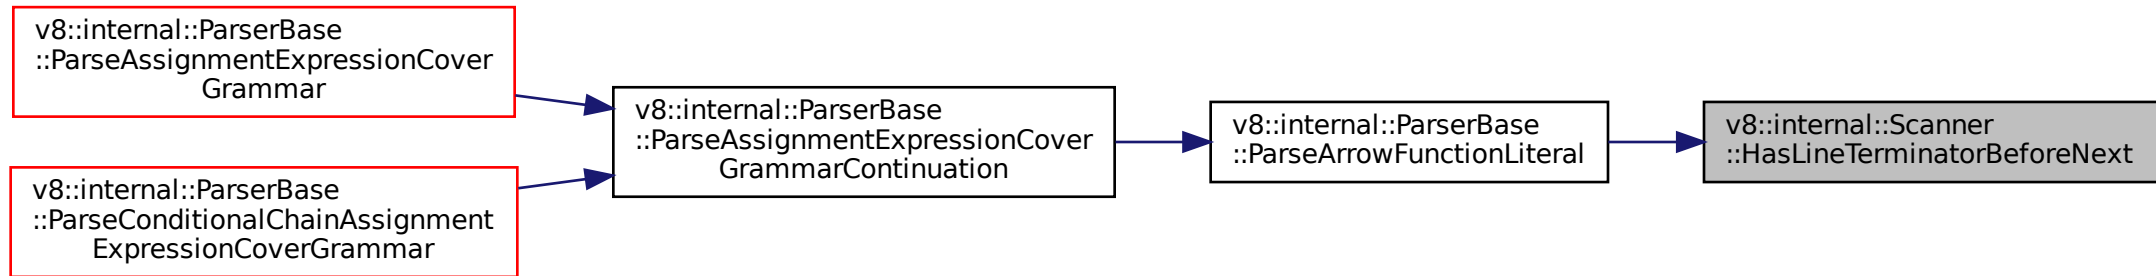 v8::internal::ParserBase
::ParseAssignmentExpressionCover
Grammar
v8::internal::ParserBase
::ParseConditionalChainAssignment
ExpressionCoverGrammar
v8::internal::ParserBase
::ParseAssignmentExpressionCover
GrammarContinuation
v8::internal::ParserBase
::ParseArrowFunctionLiteral
v8::internal::Scanner
::HasLineTerminatorBeforeNext